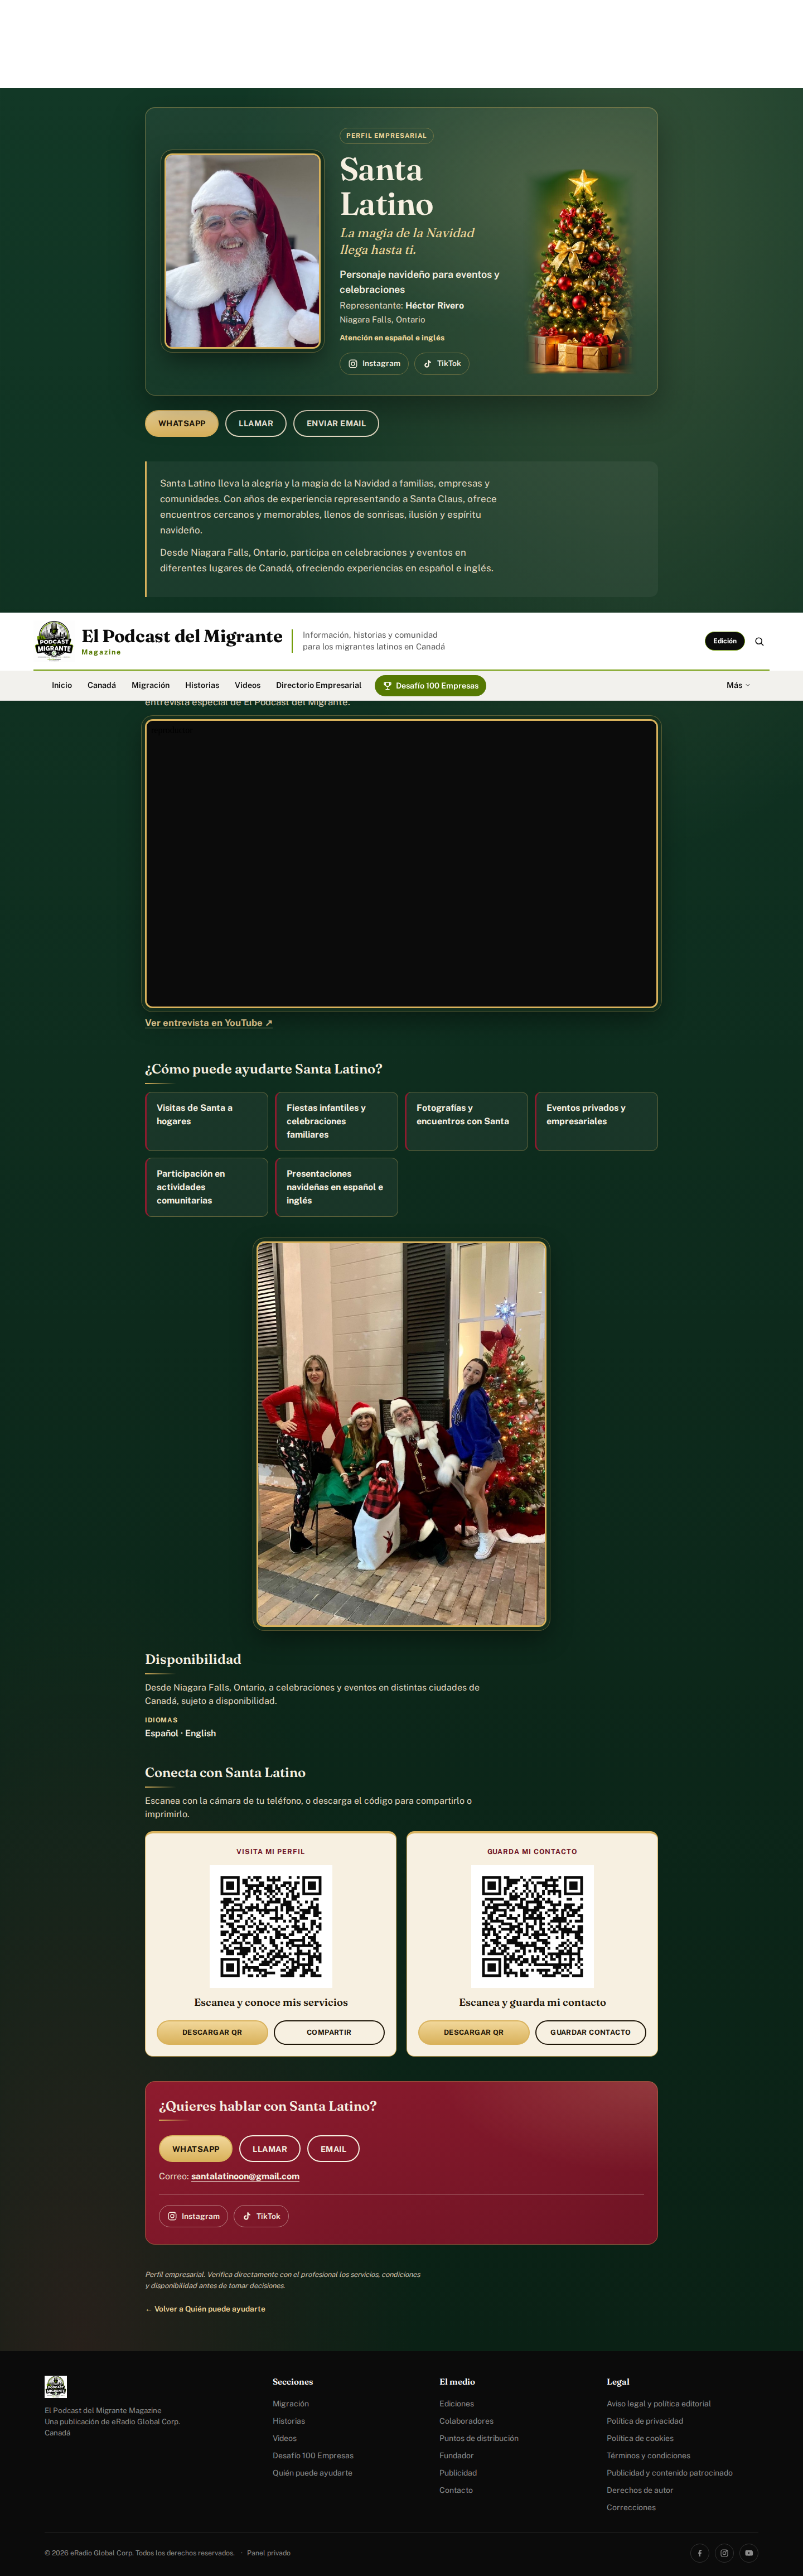 PERFIL EMPRESARIAL
Santa
Latino
La magia de la Navidad
llega hasta ti.
Personaje navideño para eventos y
celebraciones
Representante: Héctor Rivero
Niagara Falls, Ontario
Atención en español e inglés
Instagram
TikTok
WHATSAPP
LLAMAR
ENVIAR EMAIL
Santa Latino lleva la alegría y la magia de la Navidad a familias, empresas y
comunidades. Con años de experiencia representando a Santa Claus, ofrece
encuentros cercanos y memorables, llenos de sonrisas, ilusión y espíritu
navideño.
Desde Niagara Falls, Ontario, participa en celebraciones y eventos en
diferentes lugares de Canadá, ofreciendo experiencias en español e inglés.
PODCAST
MIGRANTE
El Podcast del Migrante
Magazine
Información, historias y comunidad
para los migrantes latinos en Canadá
Edición
Inicio
Canadá
Migración
Historias
Videos
Directorio Empresarial
Desafío 100 Empresas
Más
entrevista especial de El Podcast del Migrante.
Ver entrevista en YouTube ↗
¿Cómo puede ayudarte Santa Latino?
Visitas de Santa a
hogares
Fiestas infantiles y
celebraciones
familiares
Fotografías y
encuentros con Santa
Eventos privados y
empresariales
Participación en
actividades
comunitarias
Presentaciones
navideñas en español e
inglés
Disponibilidad
Desde Niagara Falls, Ontario, a celebraciones y eventos en distintas ciudades de
Canadá, sujeto a disponibilidad.
IDIOMAS
Español · English
Conecta con Santa Latino
Escanea con la cámara de tu teléfono, o descarga el código para compartirlo o
imprimirlo.
VISITA MI PERFIL
Escanea y conoce mis servicios
DESCARGAR QR
COMPARTIR
GUARDA MI CONTACTO
Escanea y guarda mi contacto
DESCARGAR QR
GUARDAR CONTACTO
¿Quieres hablar con Santa Latino?
WHATSAPP
LLAMAR
EMAIL
Correo: santalatinoon@gmail.com
Instagram
TikTok
Perfil empresarial. Verifica directamente con el profesional los servicios, condiciones
y disponibilidad antes de tomar decisiones.
← Volver a Quién puede ayudarte
El Podcast del Migrante Magazine
Una publicación de eRadio Global Corp.
Canadá
Secciones
Migración
Historias
Videos
Desafío 100 Empresas
Quién puede ayudarte
El medio
Ediciones
Colaboradores
Puntos de distribución
Fundador
Publicidad
Contacto
Legal
Aviso legal y política editorial
Política de privacidad
Política de cookies
Términos y condiciones
Publicidad y contenido patrocinado
Derechos de autor
Correcciones
© 2026 eRadio Global Corp. Todos los derechos reservados. · Panel privado